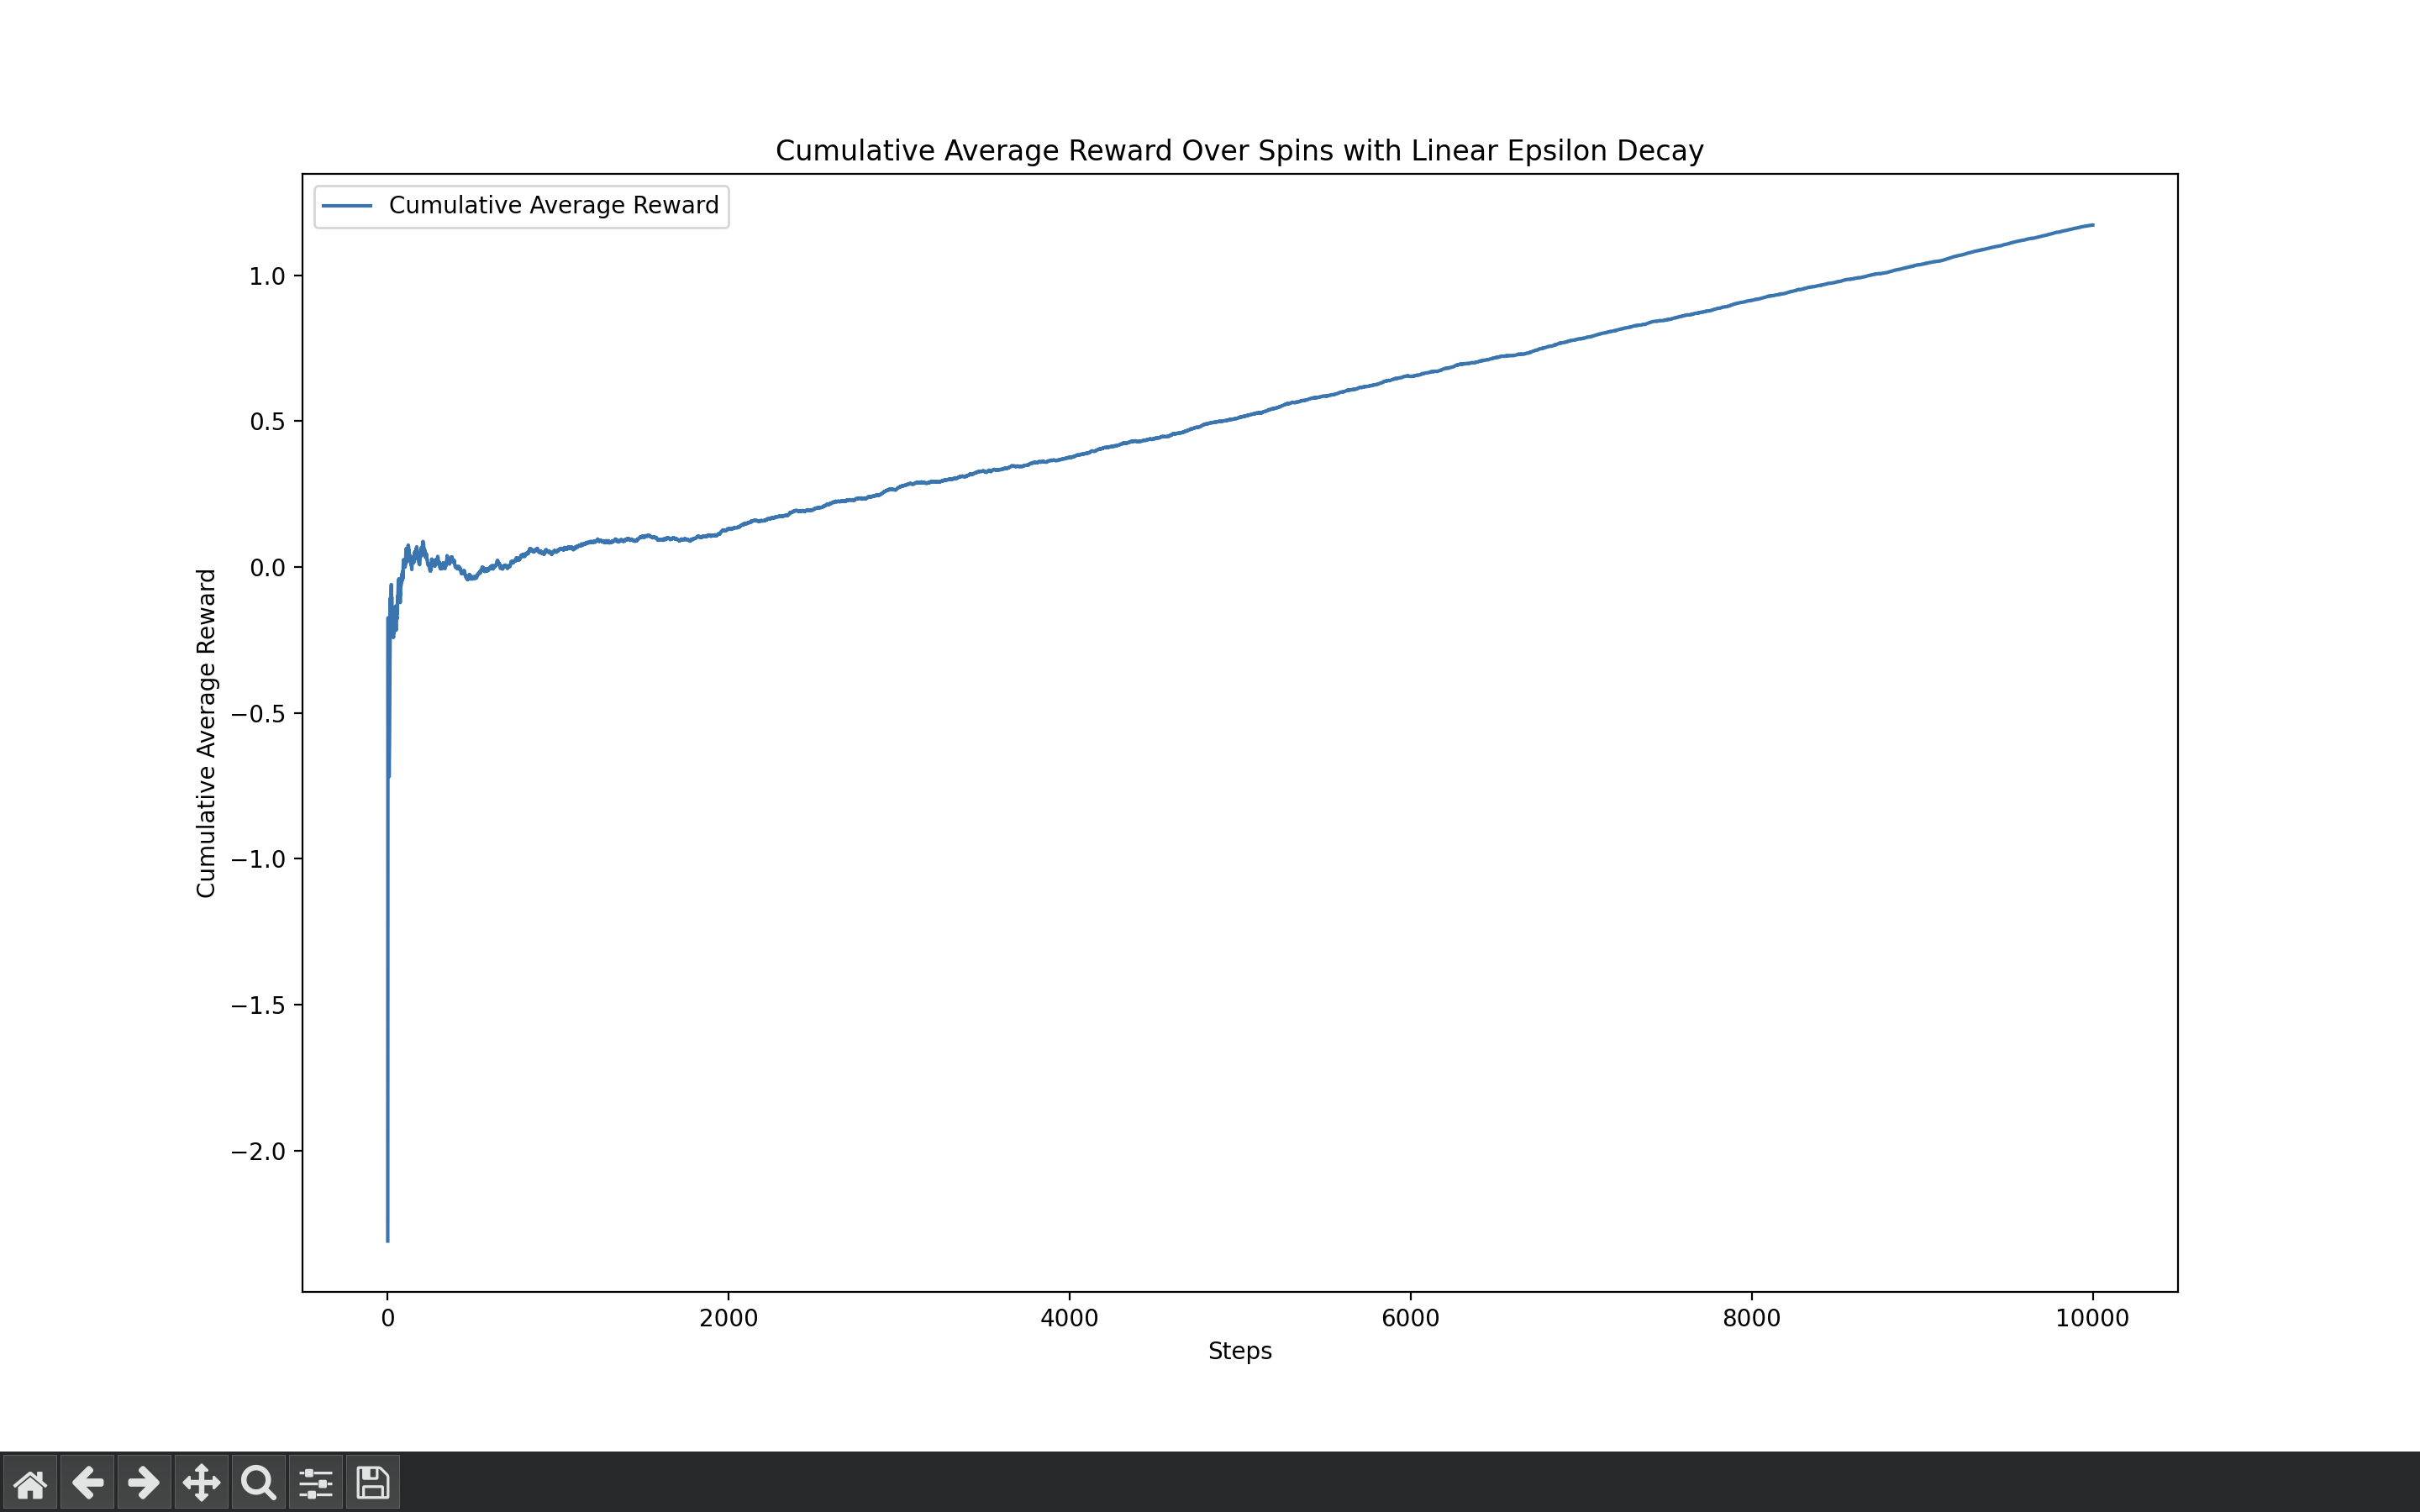 Cumulative Average Reward Over Spins with Linear Epsilon Decay
Cumulative Average Reward
1.0
0.5
0.0
−0.5
−1.0
−1.5
−2.0
Cumulative Average Reward
0 2000 4000 6000 8000 10000
Steps